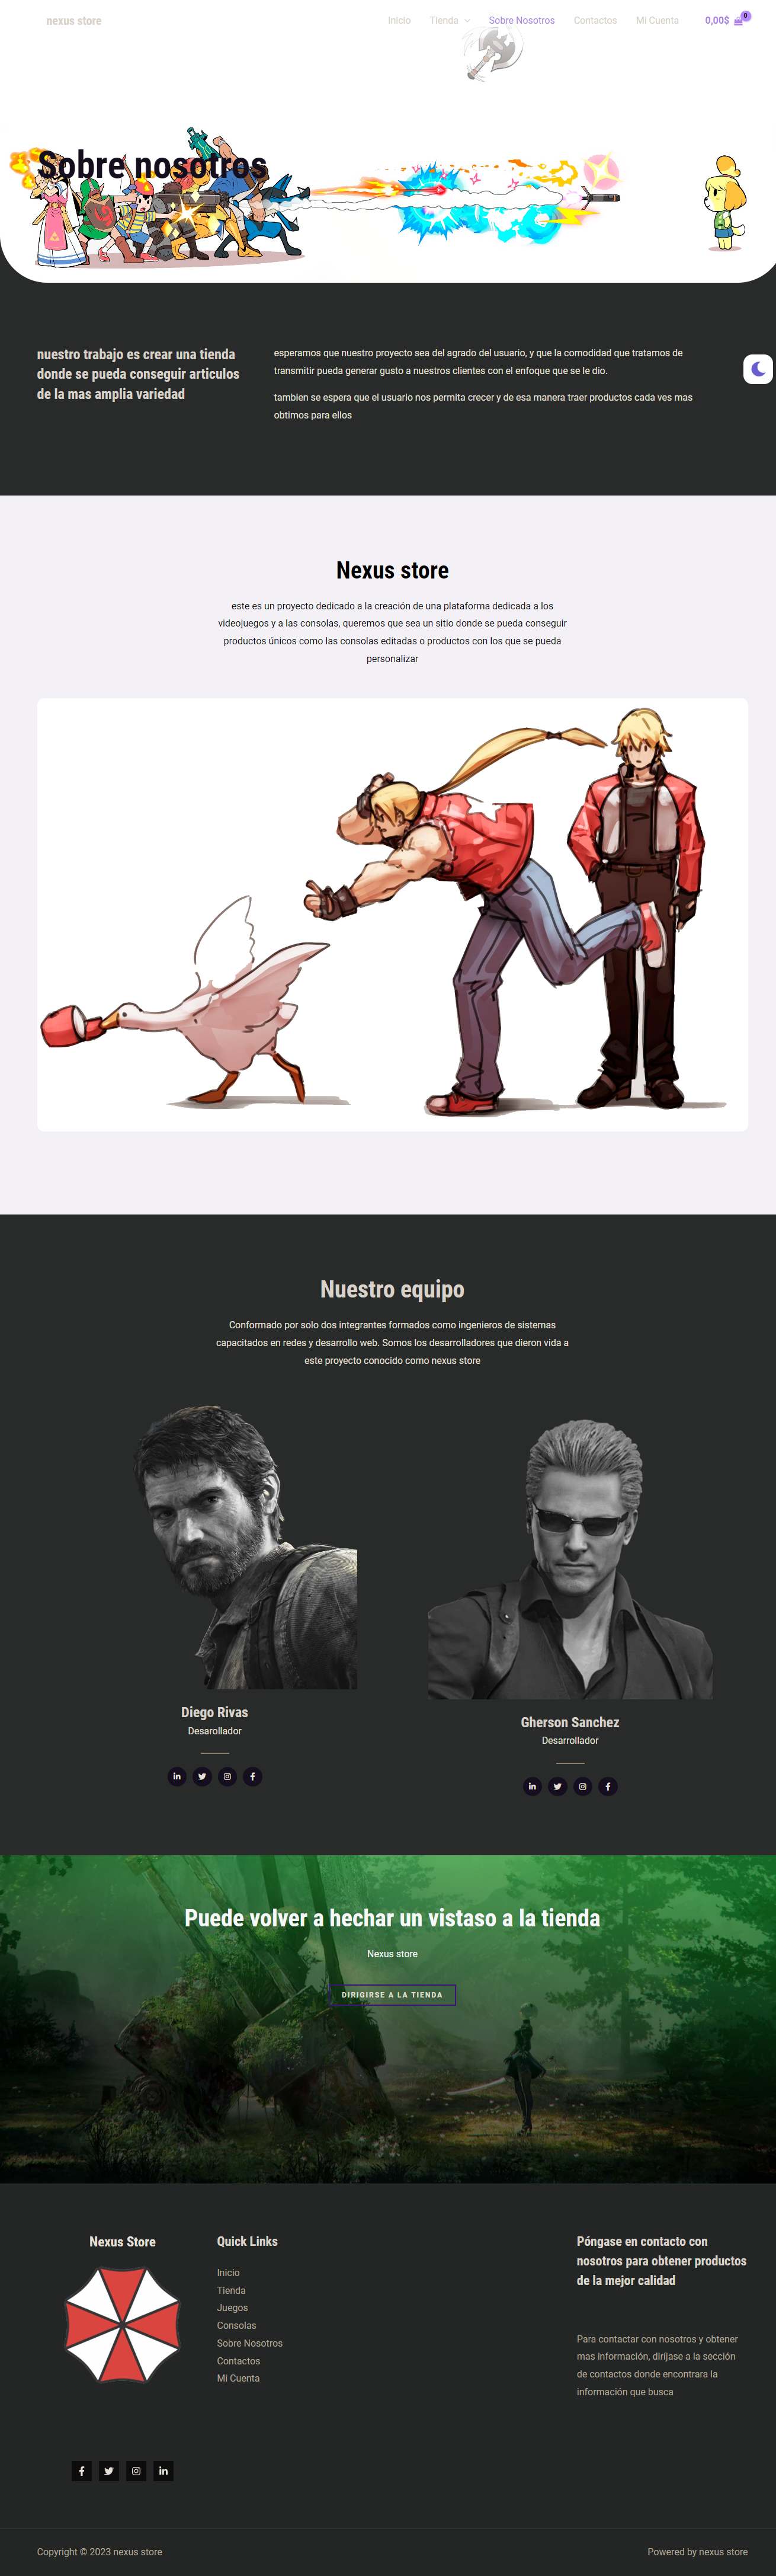 nexus store
Inicio
Tienda
Sobre Nosotros
Contactos
Mi Cuenta
0,00$
0
Sobre nosotros
nuestro trabajo es crear una tienda
donde se pueda conseguir articulos
de la mas amplia variedad
esperamos que nuestro proyecto sea del agrado del usuario, y que la comodidad que tratamos de
transmitir pueda generar gusto a nuestros clientes con el enfoque que se le dio.
tambien se espera que el usuario nos permita crecer y de esa manera traer productos cada ves mas
obtimos para ellos
Nexus store
este es un proyecto dedicado a la creación de una plataforma dedicada a los
videojuegos y a las consolas, queremos que sea un sitio donde se pueda conseguir
productos únicos como las consolas editadas o productos con los que se pueda
personalizar
Nuestro equipo
Conformado por solo dos integrantes formados como ingenieros de sistemas
capacitados en redes y desarrollo web. Somos los desarrolladores que dieron vida a
este proyecto conocido como nexus store
Diego Rivas
Desarollador
Gherson Sanchez
Desarrollador
Puede volver a hechar un vistaso a la tienda
Nexus store
DIRIGIRSE A LA TIENDA
Nexus Store
Quick Links
Inicio
Tienda
Juegos
Consolas
Sobre Nosotros
Contactos
Mi Cuenta
Póngase en contacto con
nosotros para obtener productos
de la mejor calidad
Para contactar con nosotros y obtener
mas información, diríjase a la sección
de contactos donde encontrara la
información que busca
Copyright © 2023 nexus store
Powered by nexus store